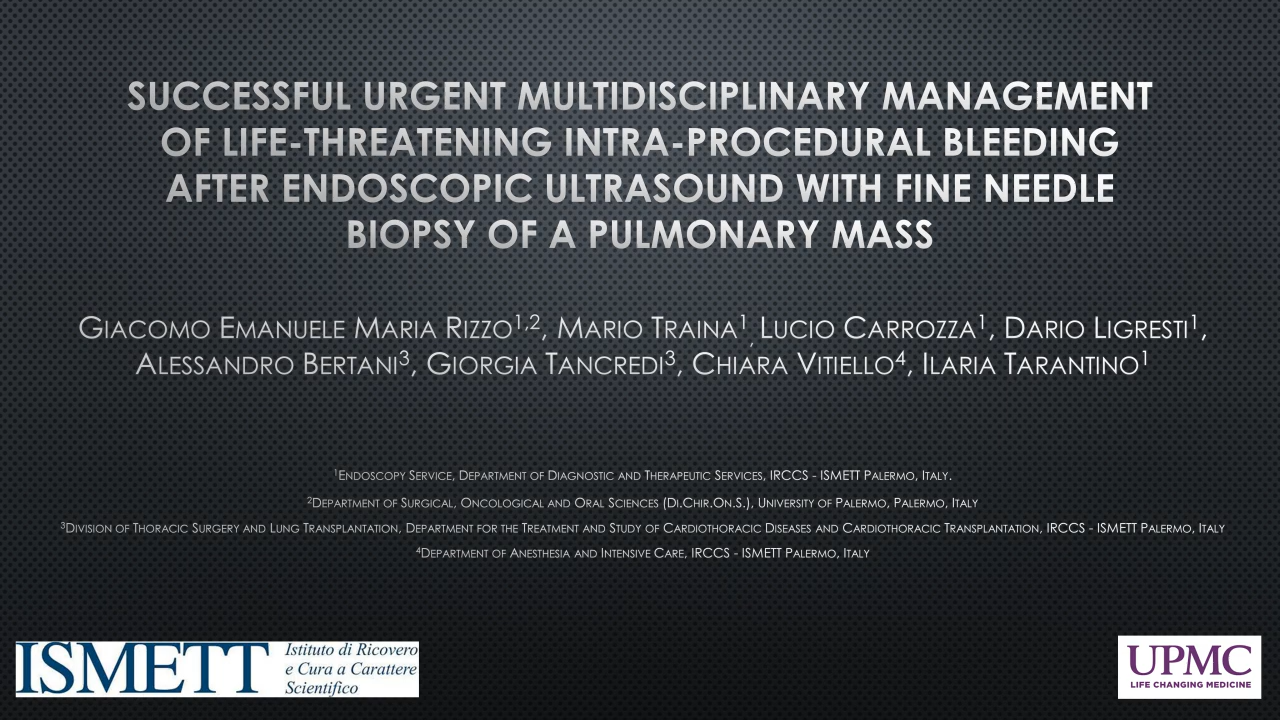 SUCCESSFUL URGENT MULTIDISCIPLINARY MANAGEMENT
OF LIFE-THREATENING INTRA-PROCEDURAL BLEEDING
AFTER ENDOSCOPIC ULTRASOUND WITH FINE NEEDLE
BIOPSY OF A PULMONARY MASS
GIACOMO EMANUELE MARIA RIZZO1,2, MARIO TRAINA1, LUCIO CARROZZA1, DARIO LIGRESTI1,
ALESSANDRO BERTANI3, GIORGIA TANCREDI3, CHIARA VITIELLO4, ILARIA TARANTINO1
1ENDOSCOPY SERVICE, DEPARTMENT OF DIAGNOSTIC AND THERAPEUTIC SERVICES, IRCCS - ISMETT PALERMO, ITALY.
2DEPARTMENT OF SURGICAL, ONCOLOGICAL AND ORAL SCIENCES (DI.CHIR.ON.S.), UNIVERSITY OF PALERMO, PALERMO, ITALY
3DIVISION OF THORACIC SURGERY AND LUNG TRANSPLANTATION, DEPARTMENT FOR THE TREATMENT AND STUDY OF CARDIOTHORACIC DISEASES AND CARDIOTHORACIC TRANSPLANTATION, IRCCS - ISMETT PALERMO, ITALY
4DEPARTMENT OF ANESTHESIA AND INTENSIVE CARE, IRCCS - ISMETT PALERMO, ITALY
ISMETT
Istituto di Ricovero
e Cura a Carattere
Scientifico
UPMC
LIFE CHANGING MEDICINE